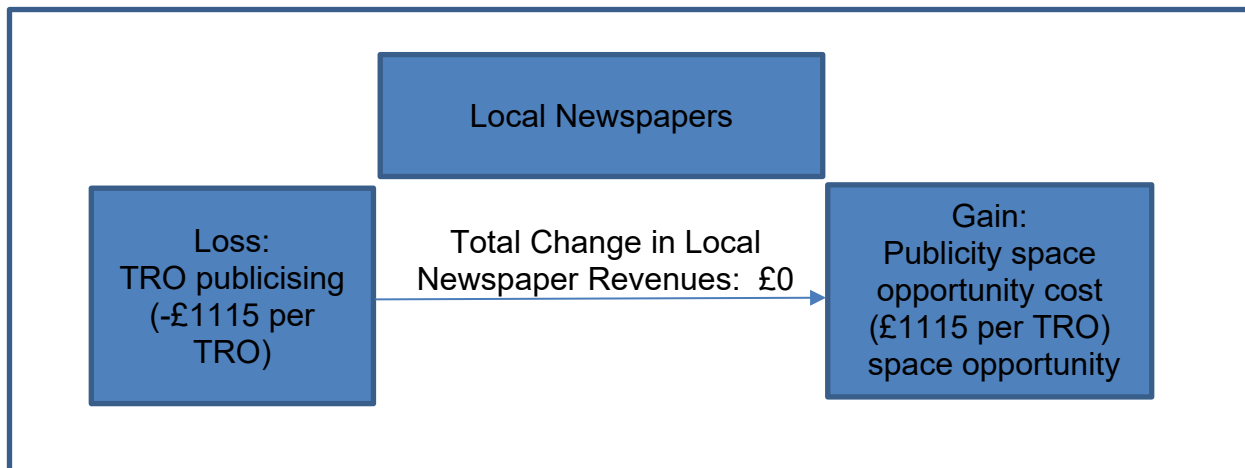 Local Newspapers
Loss:
TRO publicising
(-£1115 per
TRO)
Total Change in Local
Newspaper Revenues:  £0
Gain:
Publicity space
opportunity cost
(£1115 per TRO)
space opportunity